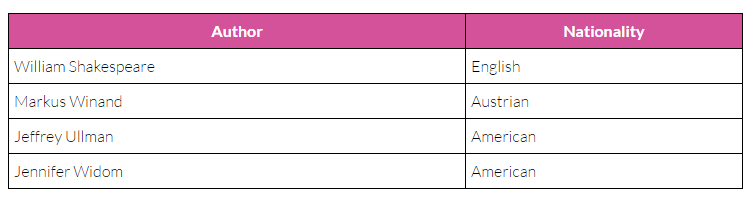 Author Nationality
William Shakespeare English
Markus Winand Austrian
Jeffrey Ullman American
Jennifer Widom American